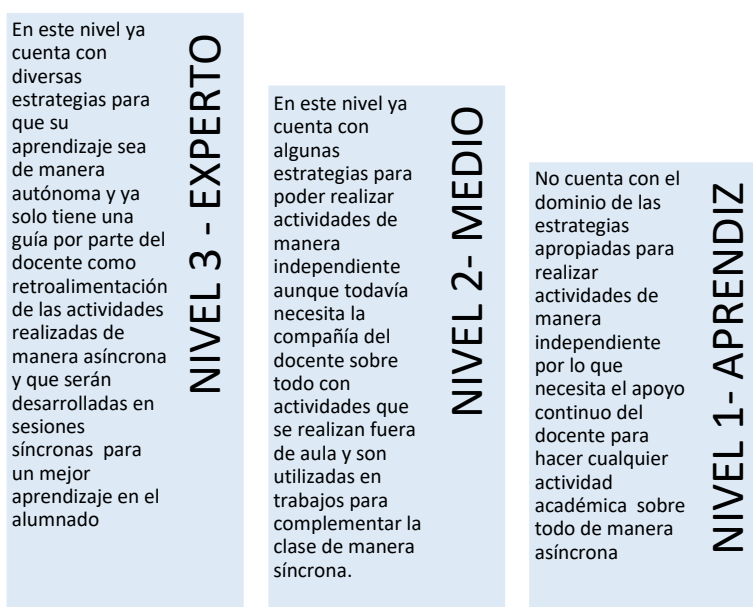 En este nivel ya
cuenta con
diversas
estrategias para
que su
aprendizaje sea
de manera
autónoma y ya
solo tiene una
guía por parte del
docente como
retroalimentación
de las actividades
realizadas de
manera asíncrona
y que serán
desarrolladas en
sesiones
síncronas para
un mejor
aprendizaje en el
alumnado
NIVEL 3 - EXPERTO
En este nivel ya
cuenta con
algunas
estrategias para
poder realizar
actividades de
manera
independiente
aunque todavía
necesita la
compañía del
docente sobre
todo con
actividades que
se realizan fuera
de aula y son
utilizadas en
trabajos para
complementar la
clase de manera
síncrona.
NIVEL 2- MEDIO
No cuenta con el
dominio de las
estrategias
apropiadas para
realizar
actividades de
manera
independiente
por lo que
necesita el apoyo
continuo del
docente para
hacer cualquier
actividad
académica sobre
todo de manera
asíncrona
NIVEL 1- APRENDIZ